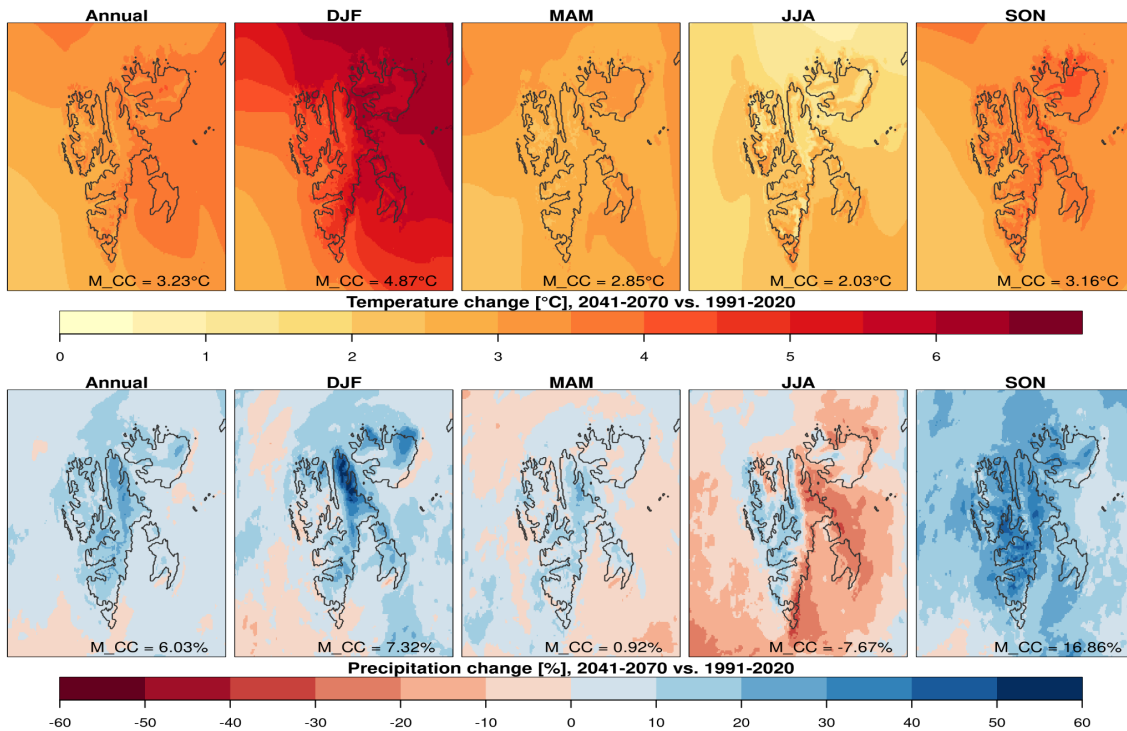 Annual DJF MAM JJA SON
M_CC = 3.23°C M_CC = 4.87°C M_CC = 2.85°C M_CC = 2.03°C M_CC = 3.16°C
Temperature change [°C], 2041-2070 vs. 1991-2020
0 1 2 3 4 5 6
Annual DJF MAM JJA SON
M_CC = 6.03% M_CC = 7.32% M_CC = 0.92% M_CC = -7.67% M_CC = 16.86%
Precipitation change [%], 2041-2070 vs. 1991-2020
-60 -50 -40 -30 -20 -10 0 10 20 30 40 50 60